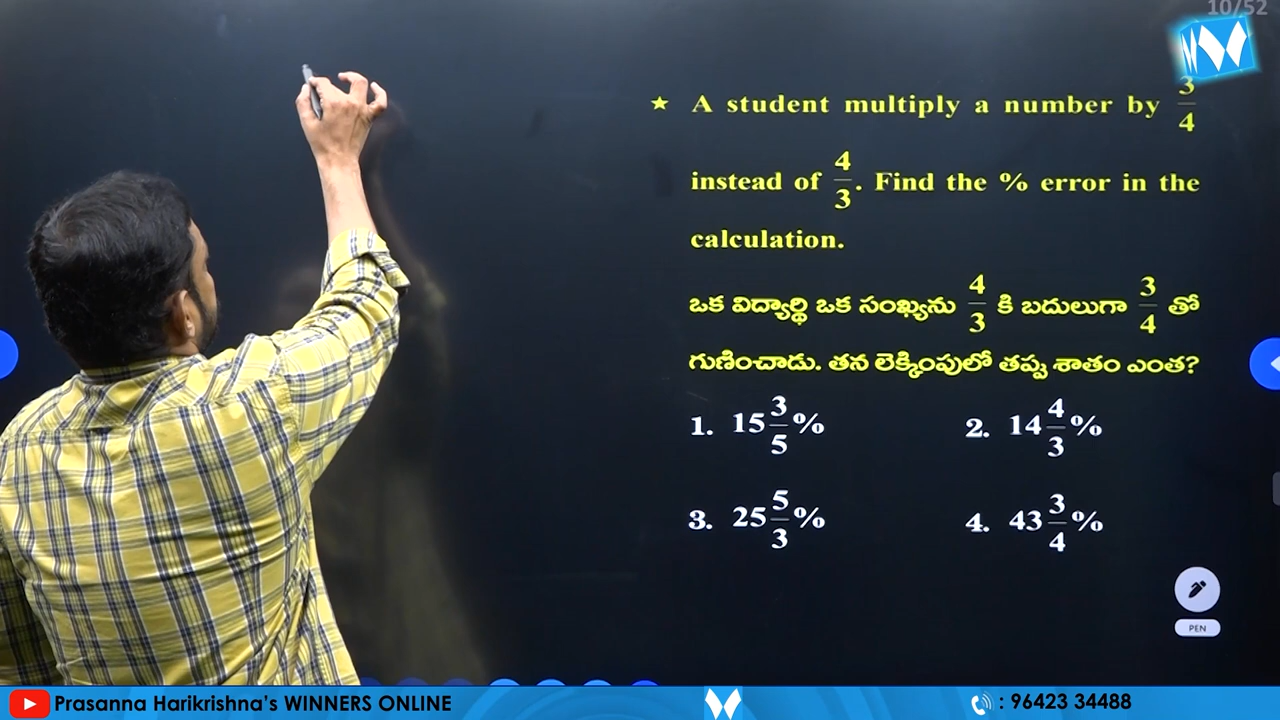 10/52
★ A student multiply a number by 3/4
instead of 4/3. Find the % error in the
calculation.
ఒక విద్యార్థి ఒక సంఖ్యను 4/3 కి బదులుగా 3/4 తో
గుణించాడు. తన లెక్కింపులో తప్పు శాతం ఎంత?
1. 15 3/5 % 2. 14 4/3 %
3. 25 5/3 % 4. 43 3/4 %
PEN
Prasanna Harikrishna's WINNERS ONLINE : 96423 34488